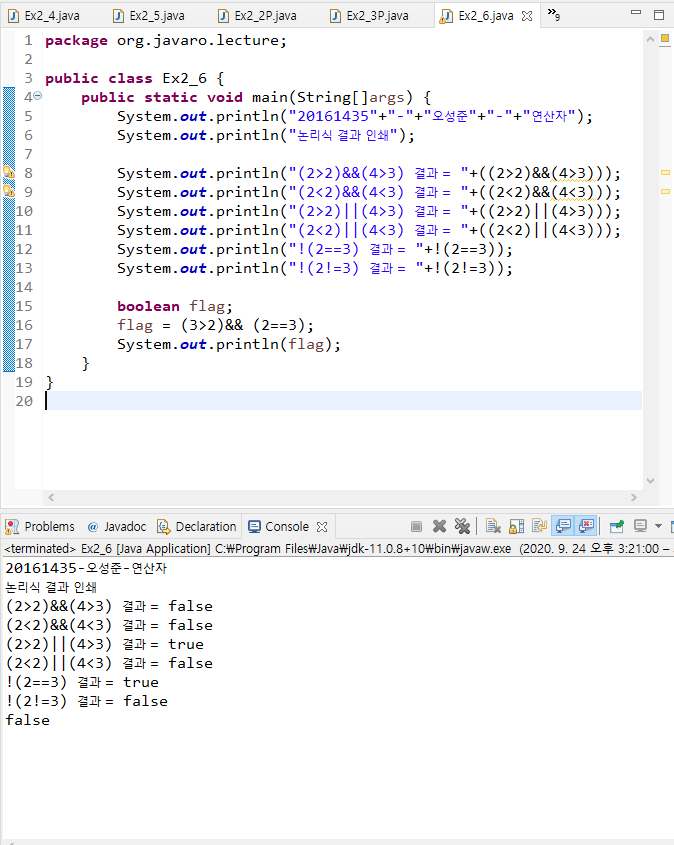 Ex2_4.java Ex2_5.java Ex2_2P.java Ex2_3P.java Ex2_6.java »9
1 package org.javaro.lecture;
2
3 public class Ex2_6 {
4 public static void main(String[]args) {
5 System.out.println("20161435"+"-"+"오성준"+"-"+"연산자");
6 System.out.println("논리식 결과 인쇄");
7
8 System.out.println("(2>2)&&(4>3) 결과 = "+((2>2)&&(4>3)));
9 System.out.println("(2<2)&&(4<3) 결과 = "+((2<2)&&(4<3)));
10 System.out.println("(2>2)||(4>3) 결과 = "+((2>2)||(4>3)));
11 System.out.println("(2<2)||(4<3) 결과 = "+((2<2)||(4<3)));
12 System.out.println("!(2==3) 결과 = "+!(2==3));
13 System.out.println("!(2!=3) 결과 = "+!(2!=3));
14
15 boolean flag;
16 flag = (3>2)&& (2==3);
17 System.out.println(flag);
18 }
19 }
20
Problems @ Javadoc Declaration Console
<terminated> Ex2_6 [Java Application] C:₩Program Files₩Java₩jdk-11.0.8+10₩bin₩javaw.exe (2020. 9. 24 오후 3:21:00 –
20161435-오성준-연산자
논리식 결과 인쇄
(2>2)&&(4>3) 결과 = false
(2<2)&&(4<3) 결과 = false
(2>2)||(4>3) 결과 = true
(2<2)||(4<3) 결과 = false
!(2==3) 결과 = true
!(2!=3) 결과 = false
false